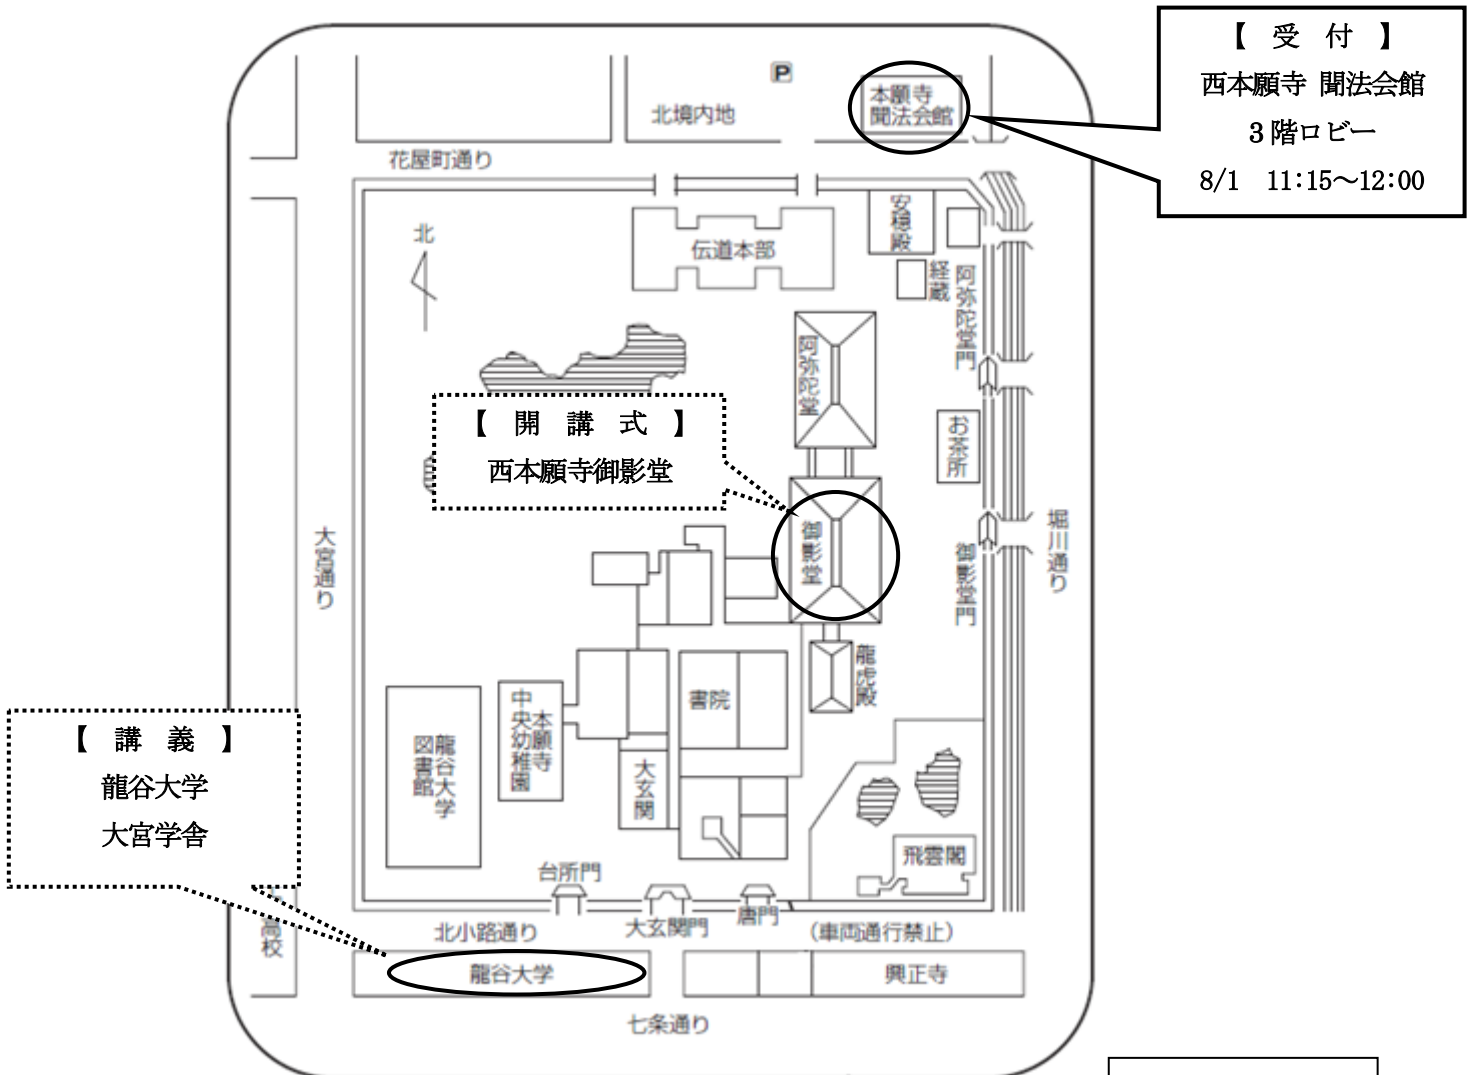 【 受 付 】
西本願寺 聞法会館
3階ロビー
8/1 11:15～12:00
P
本願寺
聞法会館
北境内地
花屋町通り
安穏殿
北
伝道本部
経蔵
阿弥陀堂門
阿弥陀堂
【 開 講 式 】
西本願寺御影堂
お茶所
大宮通り
御影堂
御影堂門
堀川通り
龍虎殿
書院
本願寺
中央幼稚園
龍谷大学
図書館
大玄関
【 講 義 】
龍谷大学
大宮学舎
飛雲閣
台所門
大玄関門
唐門
高校
北小路通り
（車両通行禁止）
龍谷大学
興正寺
七条通り